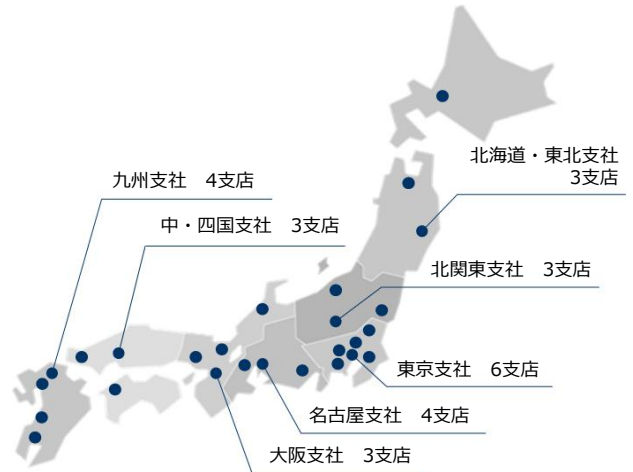 北海道・東北支社
3支店
九州支社　4支店
中・四国支社　3支店
北関東支社　3支店
東京支社　6支店
名古屋支社　4支店
大阪支社　3支店